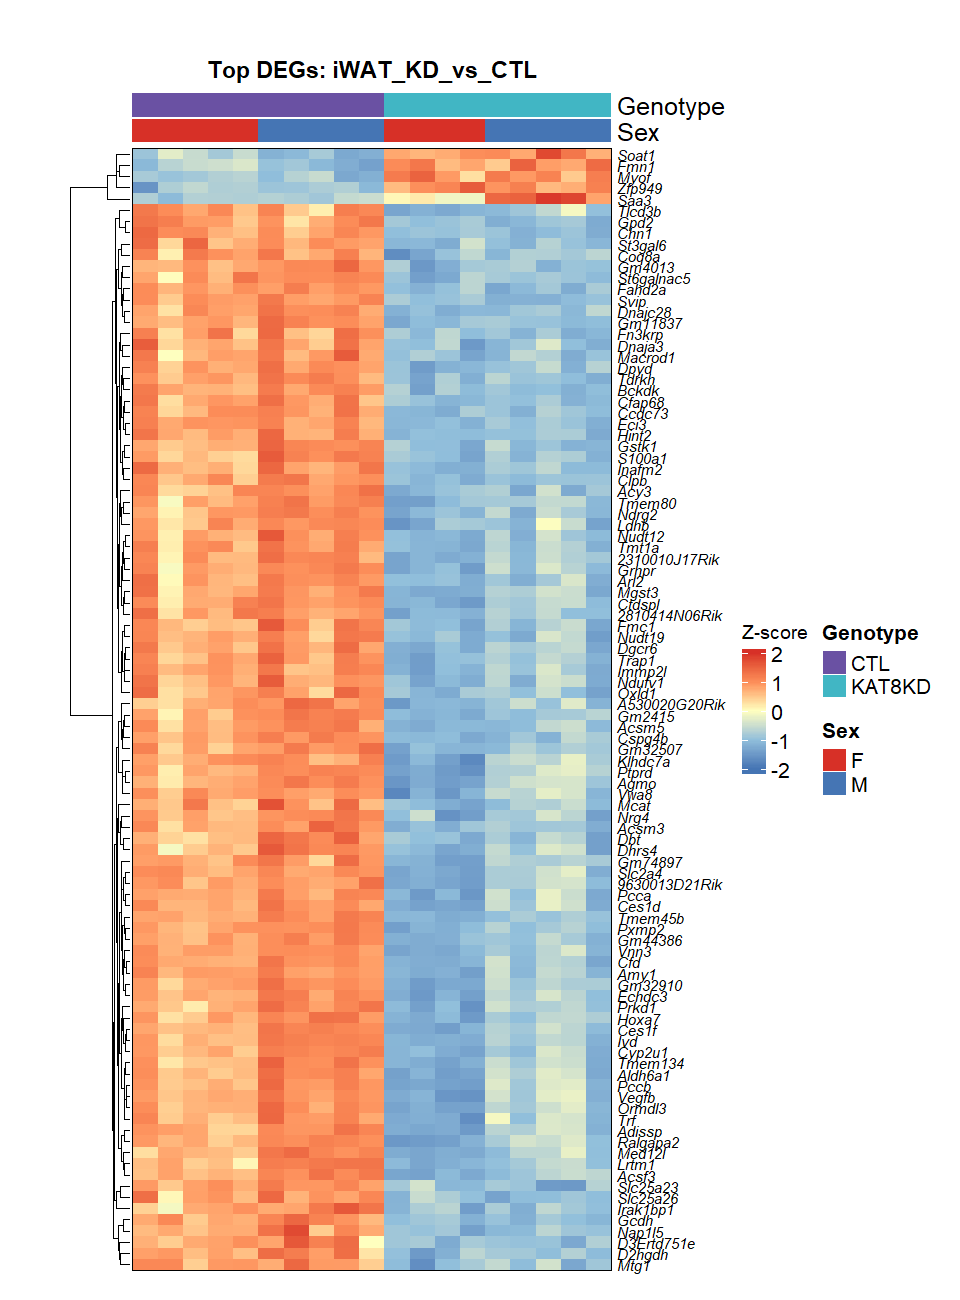 Top DEGs: iWAT_KD_vs_CTL
Genotype
Sex
Soat1
Fmn1
Myof
Zfp949
Saa3
Tlcd3b
Gpd2
Chn1
St3gal6
Coq8a
Gm4013
St6galnac5
Fahd2a
Svip
Dnajc28
Gm11837
Fn3krp
Dnaja3
Macrod1
Dpyd
Tdrkh
Bckdk
Cfap68
Ccdc73
Eci3
Hint2
Gstk1
S100a1
Inafm2
Clpb
Acy3
Tmem80
Ndrg2
Ldhb
Nudt12
Tmt1a
2310010J17Rik
Grhpr
Arl2
Mgst3
Ctdspl
2810414N06Rik
Fmc1
Nudt19
Dgcr6
Trap1
Immp2l
Ndufv1
Oxld1
A530020G20Rik
Gm2415
Acsm5
Cspg4b
Gm32507
Klhdc7a
Ptprd
Agmo
Vwa8
Mcat
Nrg4
Acsm3
Dbt
Dhrs4
Gm74897
Slc2a4
9630013D21Rik
Pcca
Ces1d
Tmem45b
Pxmp2
Gm44386
Vnn3
Cfd
Amy1
Gm32910
Echdc3
Prkd1
Hoxa7
Ces1f
Ivd
Cyp2u1
Tmem134
Aldh6a1
Pccb
Vegfb
Ormdl3
Trf
Adissp
Ralgapa2
Med12l
Lrtm1
Acsf3
Slc25a23
Slc25a26
Irak1bp1
Gcdh
Nap1l5
D3Ertd751e
D2hgdh
Mtg1
Z-score
2
1
0
-1
-2
Genotype
CTL
KAT8KD
Sex
F
M